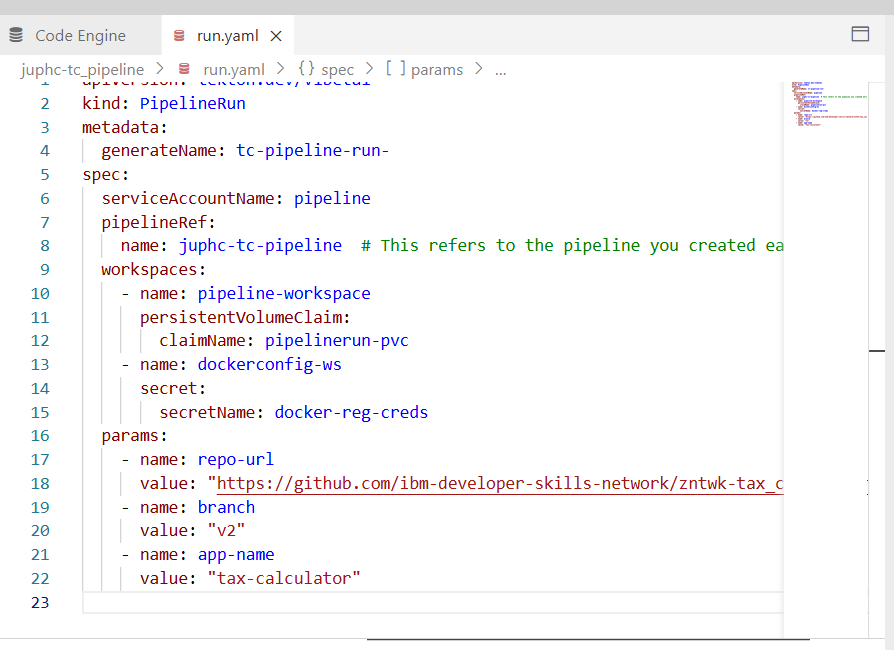 Code Engine
run.yaml
juphc-tc_pipeline > run.yaml > {} spec > [ ] params > ...
1 apiVersion: tekton.dev/v1beta1
2 kind: PipelineRun
3 metadata:
4 generateName: tc-pipeline-run-
5 spec:
6 serviceAccountName: pipeline
7 pipelineRef:
8 name: juphc-tc-pipeline # This refers to the pipeline you created ea
9 workspaces:
10 - name: pipeline-workspace
11 persistentVolumeClaim:
12 claimName: pipelinerun-pvc
13 - name: dockerconfig-ws
14 secret:
15 secretName: docker-reg-creds
16 params:
17 - name: repo-url
18 value: "https://github.com/ibm-developer-skills-network/zntwk-tax_c
19 - name: branch
20 value: "v2"
21 - name: app-name
22 value: "tax-calculator"
23